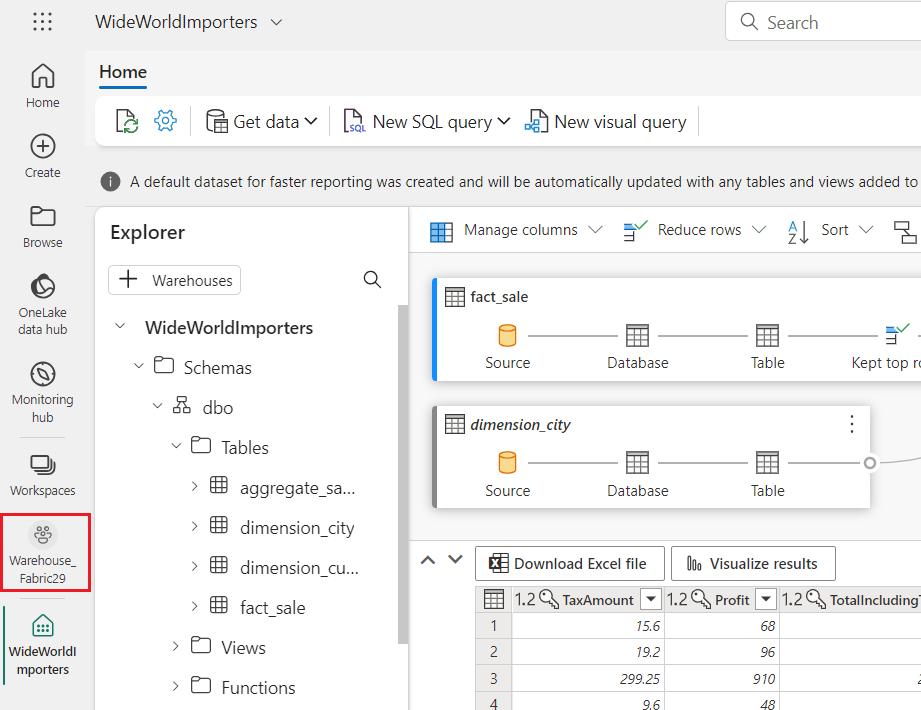 WideWorldImporters
Search
Home
Home
Get data
SQL
New SQL query
New visual query
Create
A default dataset for faster reporting was created and will be automatically updated with any tables and views added to
Browse
Explorer
Manage columns
Reduce rows
A
Z
Sort
Warehouses
OneLake
data hub
fact_sale
WideWorldImporters
Source
Database
Table
Kept top ro
Schemas
Monitoring
hub
dbo
dimension_city
Tables
Source
Database
Table
Workspaces
aggregate_sa...
dimension_city
Warehouse_
Fabric29
Download Excel file
Visualize results
dimension_cu...
1.2
TaxAmount
1.2
Profit
1.2
TotalIncludingT
fact_sale
1
15.6
68
WideWorldI
mporters
Views
2
19.2
96
3
299.25
910
Functions
4
9.6
48